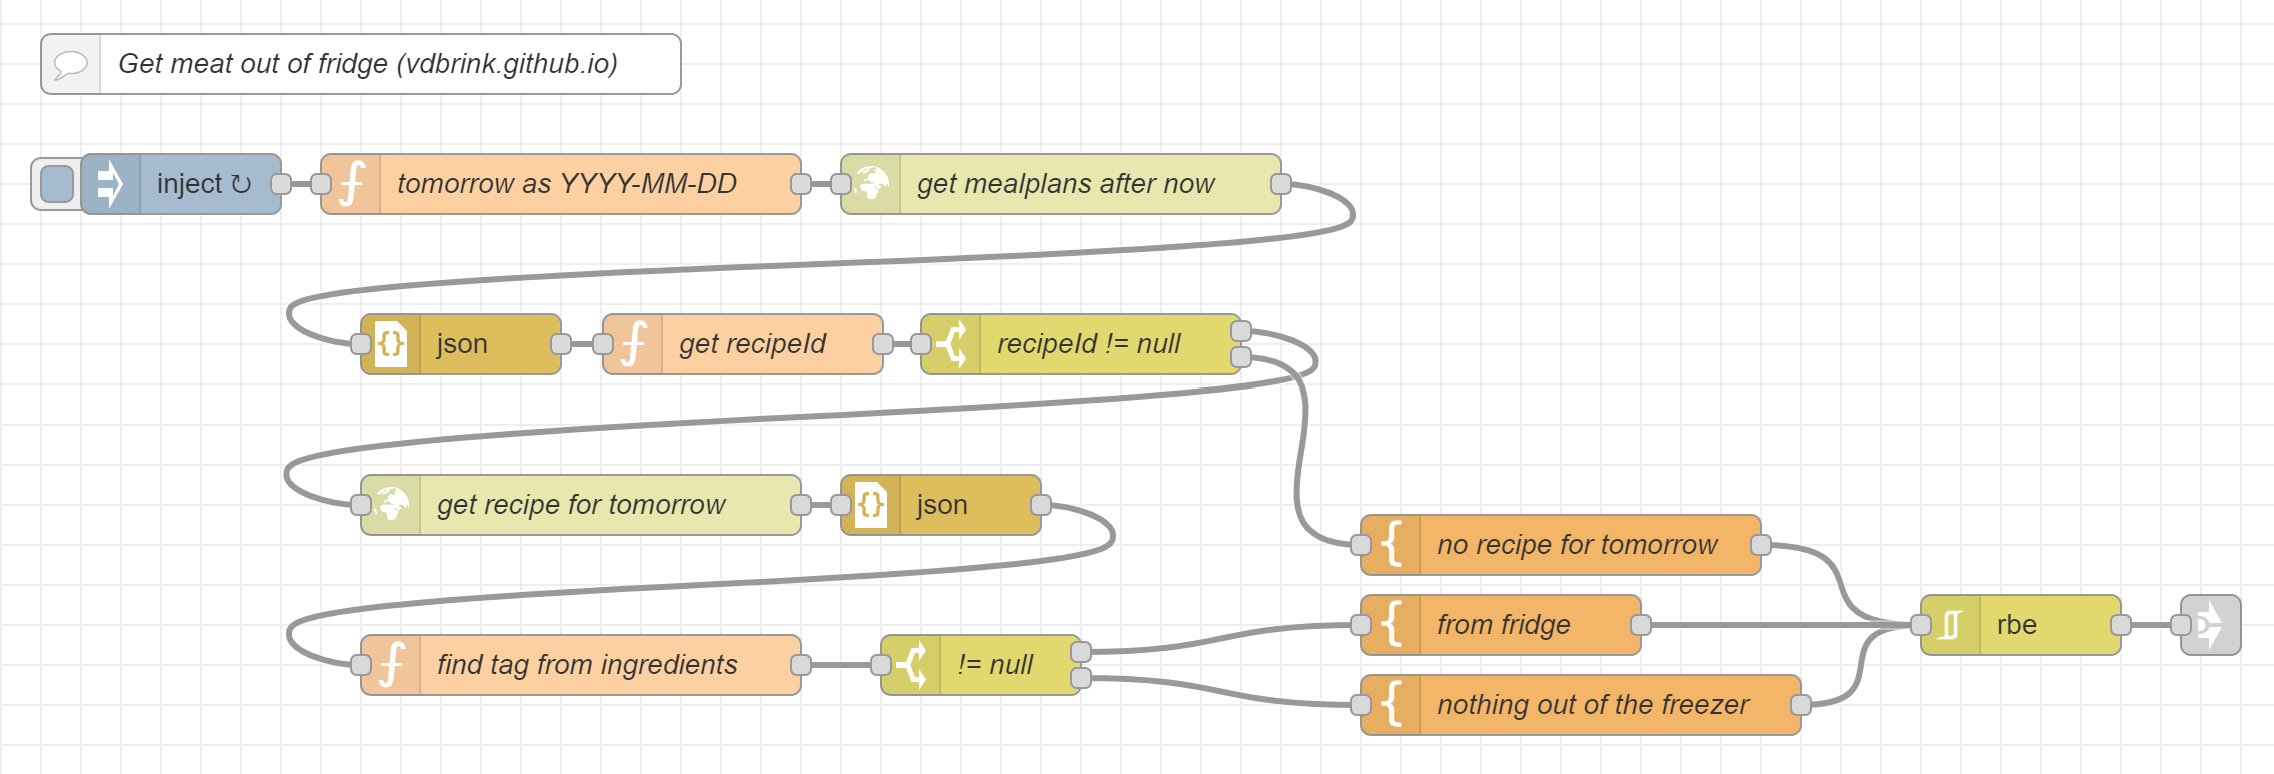 Get meat out of fridge (vdbrink.github.io)
inject ↻
tomorrow as YYYY-MM-DD
get mealplans after now
json
get recipeId
recipeId != null
get recipe for tomorrow
json
no recipe for tomorrow
from fridge
rbe
find tag from ingredients
!= null
nothing out of the freezer